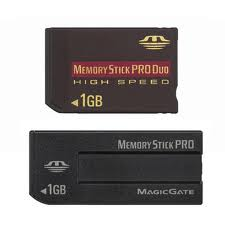 MEMORY STICK PRO DUO
HIGH SPEED
1GB
MEMORY STICK PRO
1GB
MAGICGATE